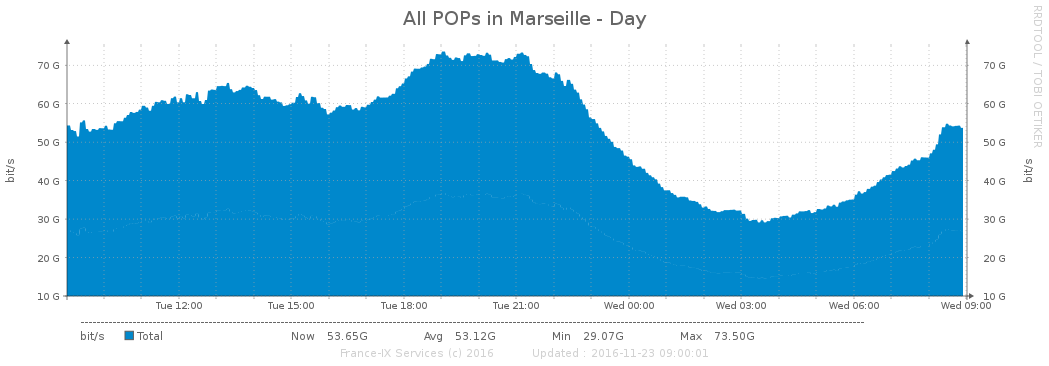 All POPs in Marseille - Day
RRDTOOL / TOBI OETIKER
bit/s
70 G 70 G
60 G 60 G
50 G 50 G
40 G 40 G
30 G 30 G
20 G 20 G
10 G 10 G
bit/s
Tue 12:00 Tue 15:00 Tue 18:00 Tue 21:00 Wed 00:00 Wed 03:00 Wed 06:00 Wed 09:00
bit/s Total Now 53.65G Avg 53.12G Min 29.07G Max 73.50G
France-IX Services (c) 2016 Updated : 2016-11-23 09:00:01